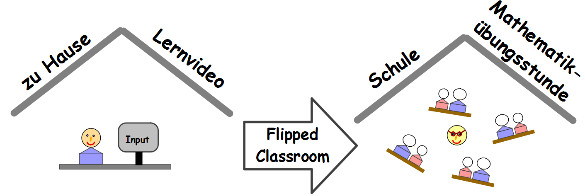 zu Hause
Lernvideo
Input
Flipped
Classroom
Schule
Mathematik-
übungsstunde